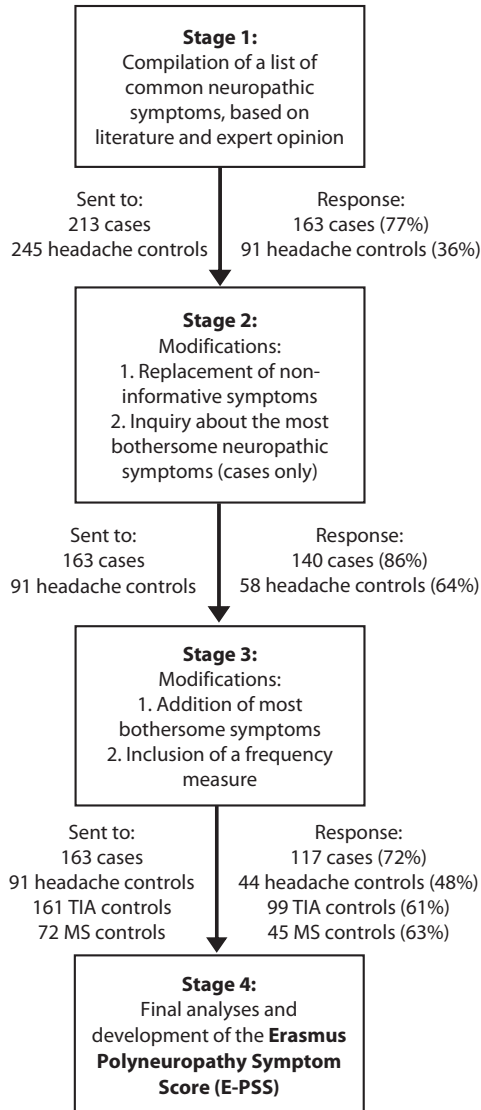 Stage 1:
Compilation of a list of
common neuropathic
symptoms, based on
literature and expert opinion
Sent to:
213 cases
245 headache controls
Response:
163 cases (77%)
91 headache controls (36%)
Stage 2:
Modifications:
1. Replacement of non-
informative symptoms
2. Inquiry about the most
bothersome neuropathic
symptoms (cases only)
Sent to:
163 cases
91 headache controls
Response:
140 cases (86%)
58 headache controls (64%)
Stage 3:
Modifications:
1. Addition of most
bothersome symptoms
2. Inclusion of a frequency
measure
Sent to:
163 cases
91 headache controls
161 TIA controls
72 MS controls
Response:
117 cases (72%)
44 headache controls (48%)
99 TIA controls (61%)
45 MS controls (63%)
Stage 4:
Final analyses and
development of the Erasmus
Polyneuropathy Symptom
Score (E-PSS)